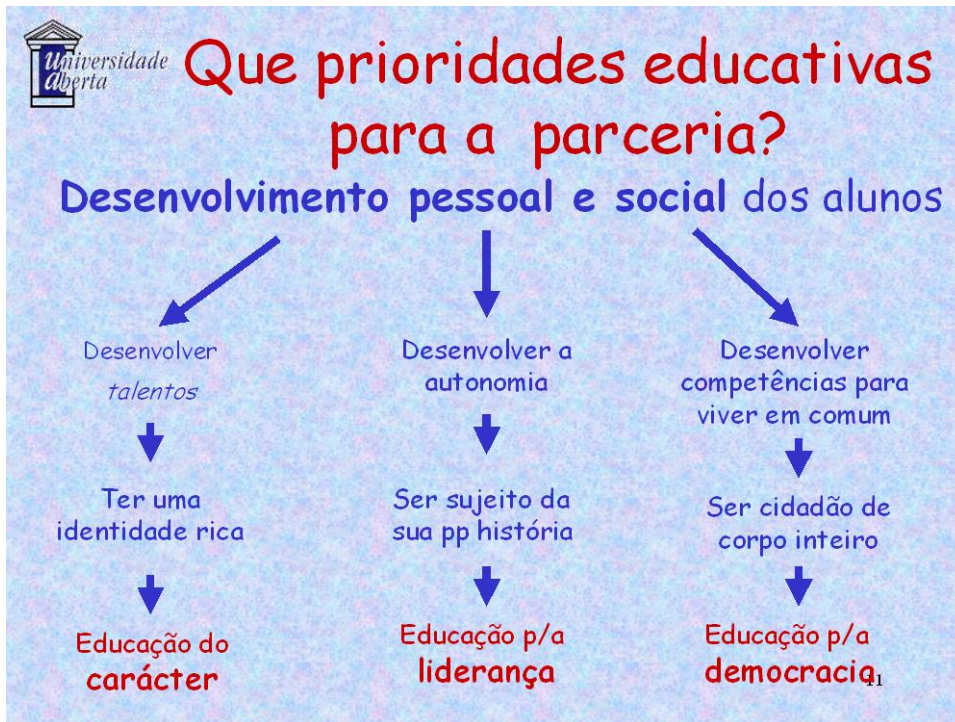 Universidade
Aberta
Que prioridades educativas
para a parceria?
Desenvolvimento pessoal e social dos alunos
Desenvolver
talentos
Ter uma
identidade rica
Educação do
carácter
Desenvolver a
autonomia
Ser sujeito da
sua pp história
Educação p/a
liderança
Desenvolver
competências para
viver em comum
Ser cidadão de
corpo inteiro
Educação p/a
democracia
11